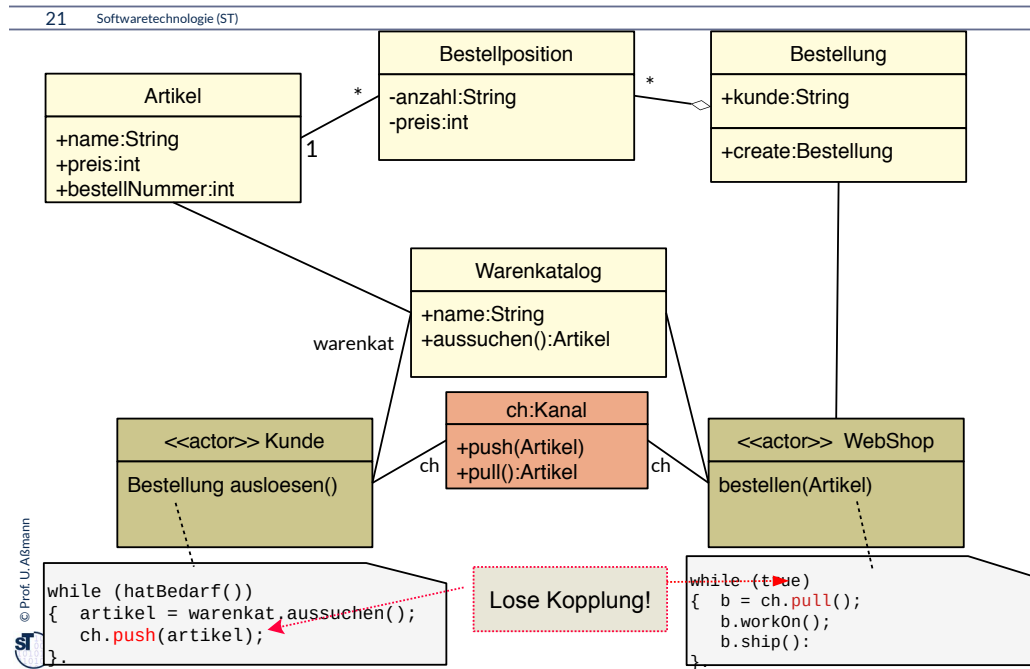 21 Softwaretechnologie (ST)
Bestellposition
-anzahl:String
-preis:int
Bestellung
+kunde:String
+create:Bestellung
Artikel
+name:String
+preis:int
+bestellNummer:int
*
1
*
Warenkatalog
+name:String
+aussuchen():Artikel
warenkat
ch:Kanal
+push(Artikel)
+pull():Artikel
ch
ch
<<actor>> Kunde
Bestellung ausloesen()
<<actor>> WebShop
bestellen(Artikel)
while (hatBedarf())
{ artikel = warenkat.aussuchen();
ch.push(artikel);
}.
Lose Kopplung!
while (true)
{ b = ch.pull();
b.workOn();
b.ship():
}.
© Prof. U. Aßmann
ST